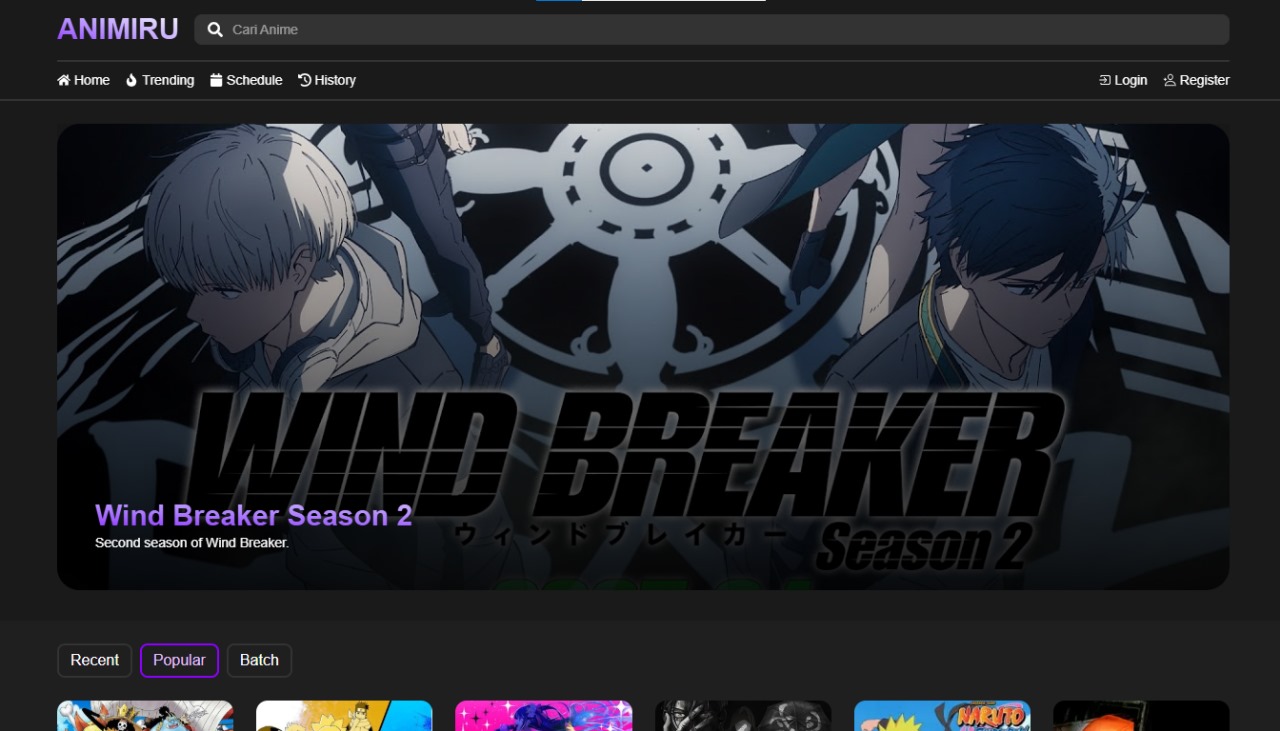 ANIMIRU
Cari Anime
Home Trending Schedule History Login Register
WIND BREAKER
Wind Breaker Season 2
ウィンドブレイカー
Season 2
Second season of Wind Breaker.
Recent Popular Batch
NARUTO